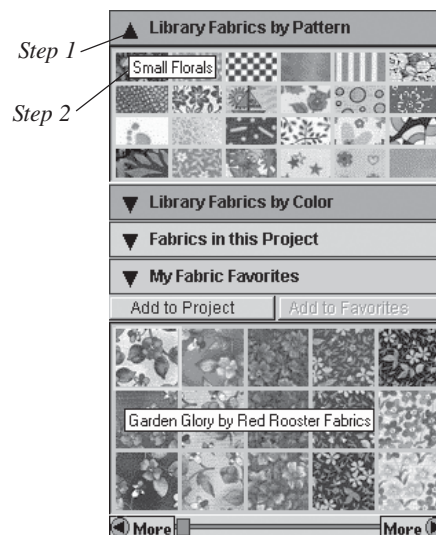 Library Fabrics by Pattern
Step 1
Small Florals
Step 2
Library Fabrics by Color
Fabrics in this Project
My Fabric Favorites
Add to Project Add to Favorites
Garden Glory by Red Rooster Fabrics
More More